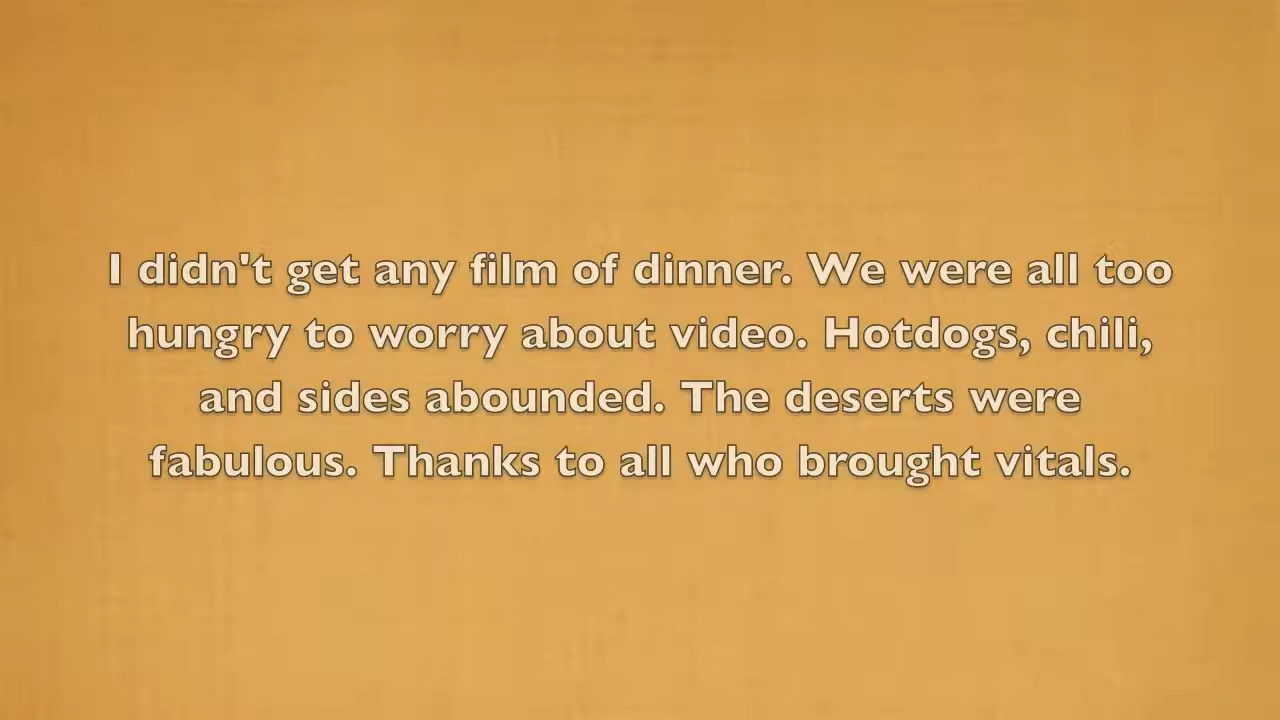 I didn't get any film of dinner. We were all too
hungry to worry about video. Hotdogs, chili,
and sides abounded. The deserts were
fabulous. Thanks to all who brought vitals.